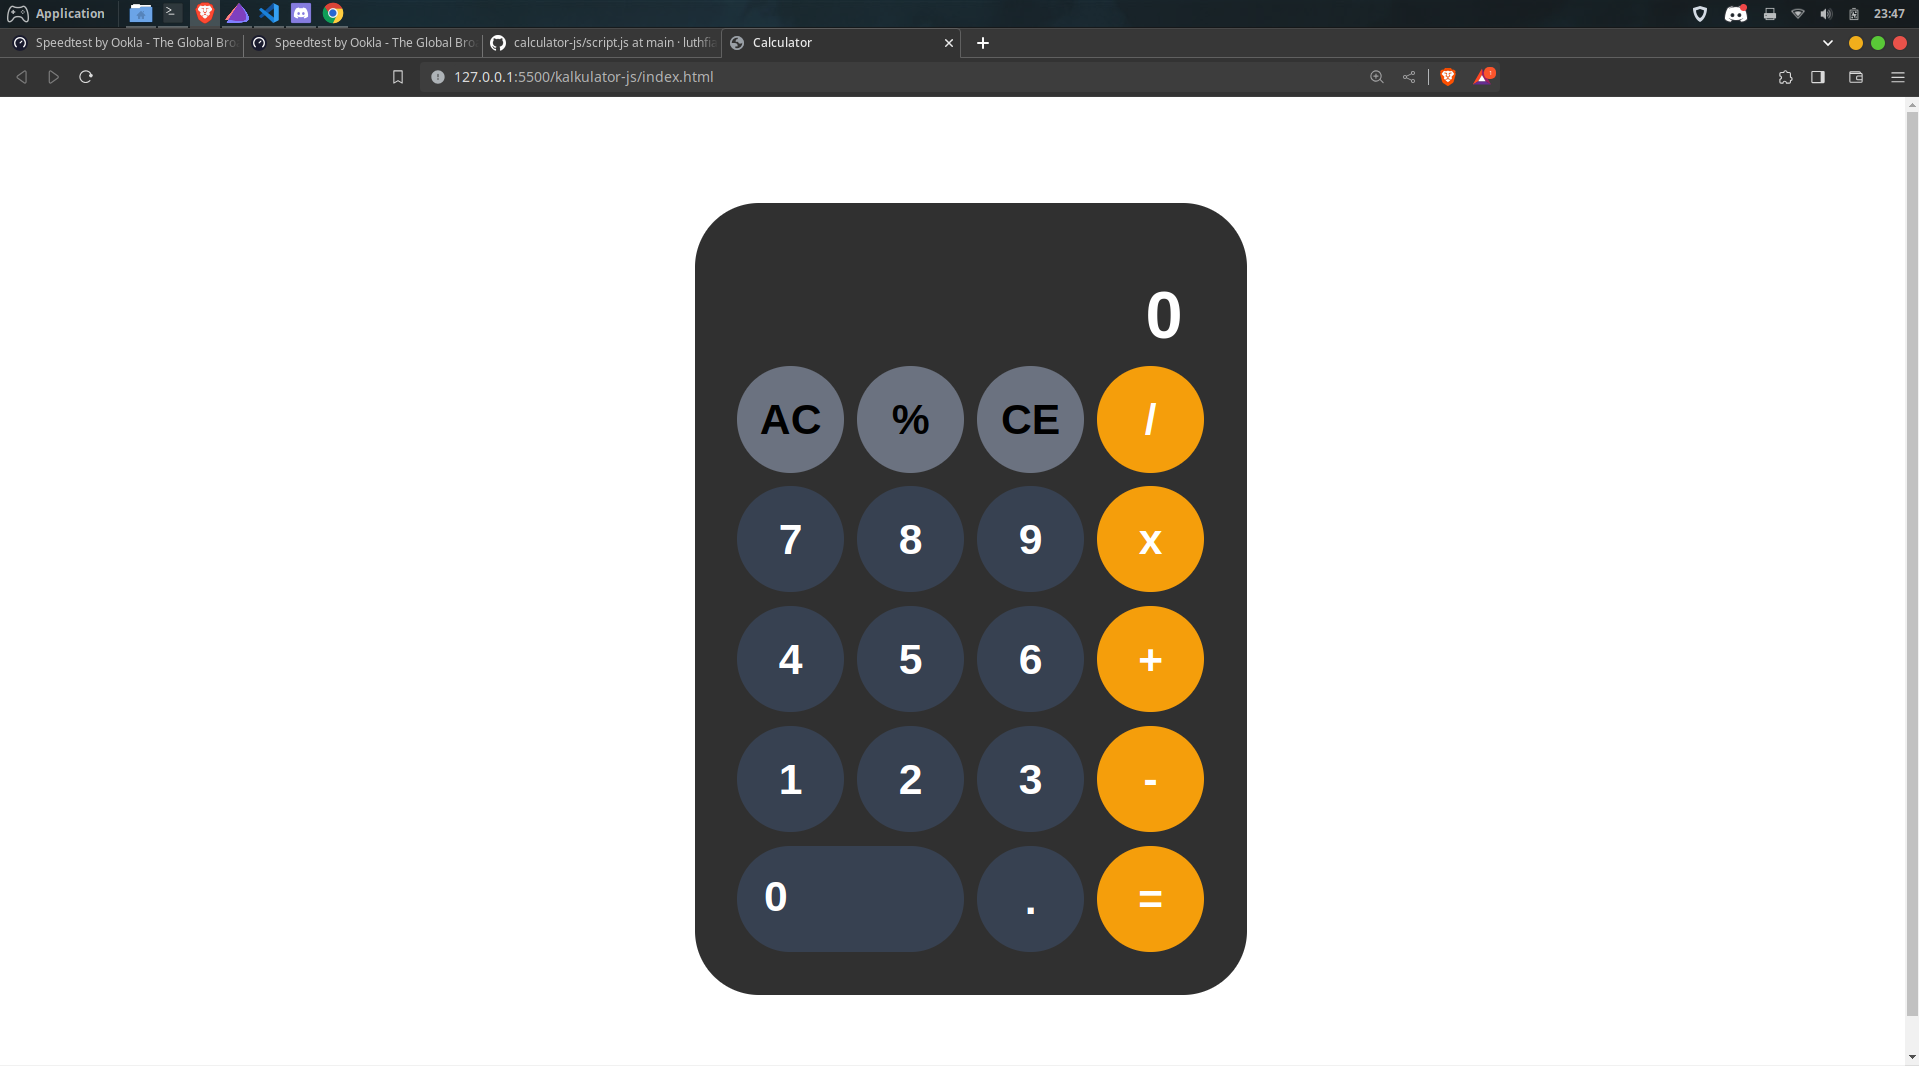 Application
23:47
Speedtest by Ookla - The Global Bro
Speedtest by Ookla - The Global Bro
calculator-js/script.js at main · luthfia
Calculator
127.0.0.1:5500/kalkulator-js/index.html
1
0
AC % CE /
7 8 9 x
4 5 6 +
1 2 3 -
0 . =